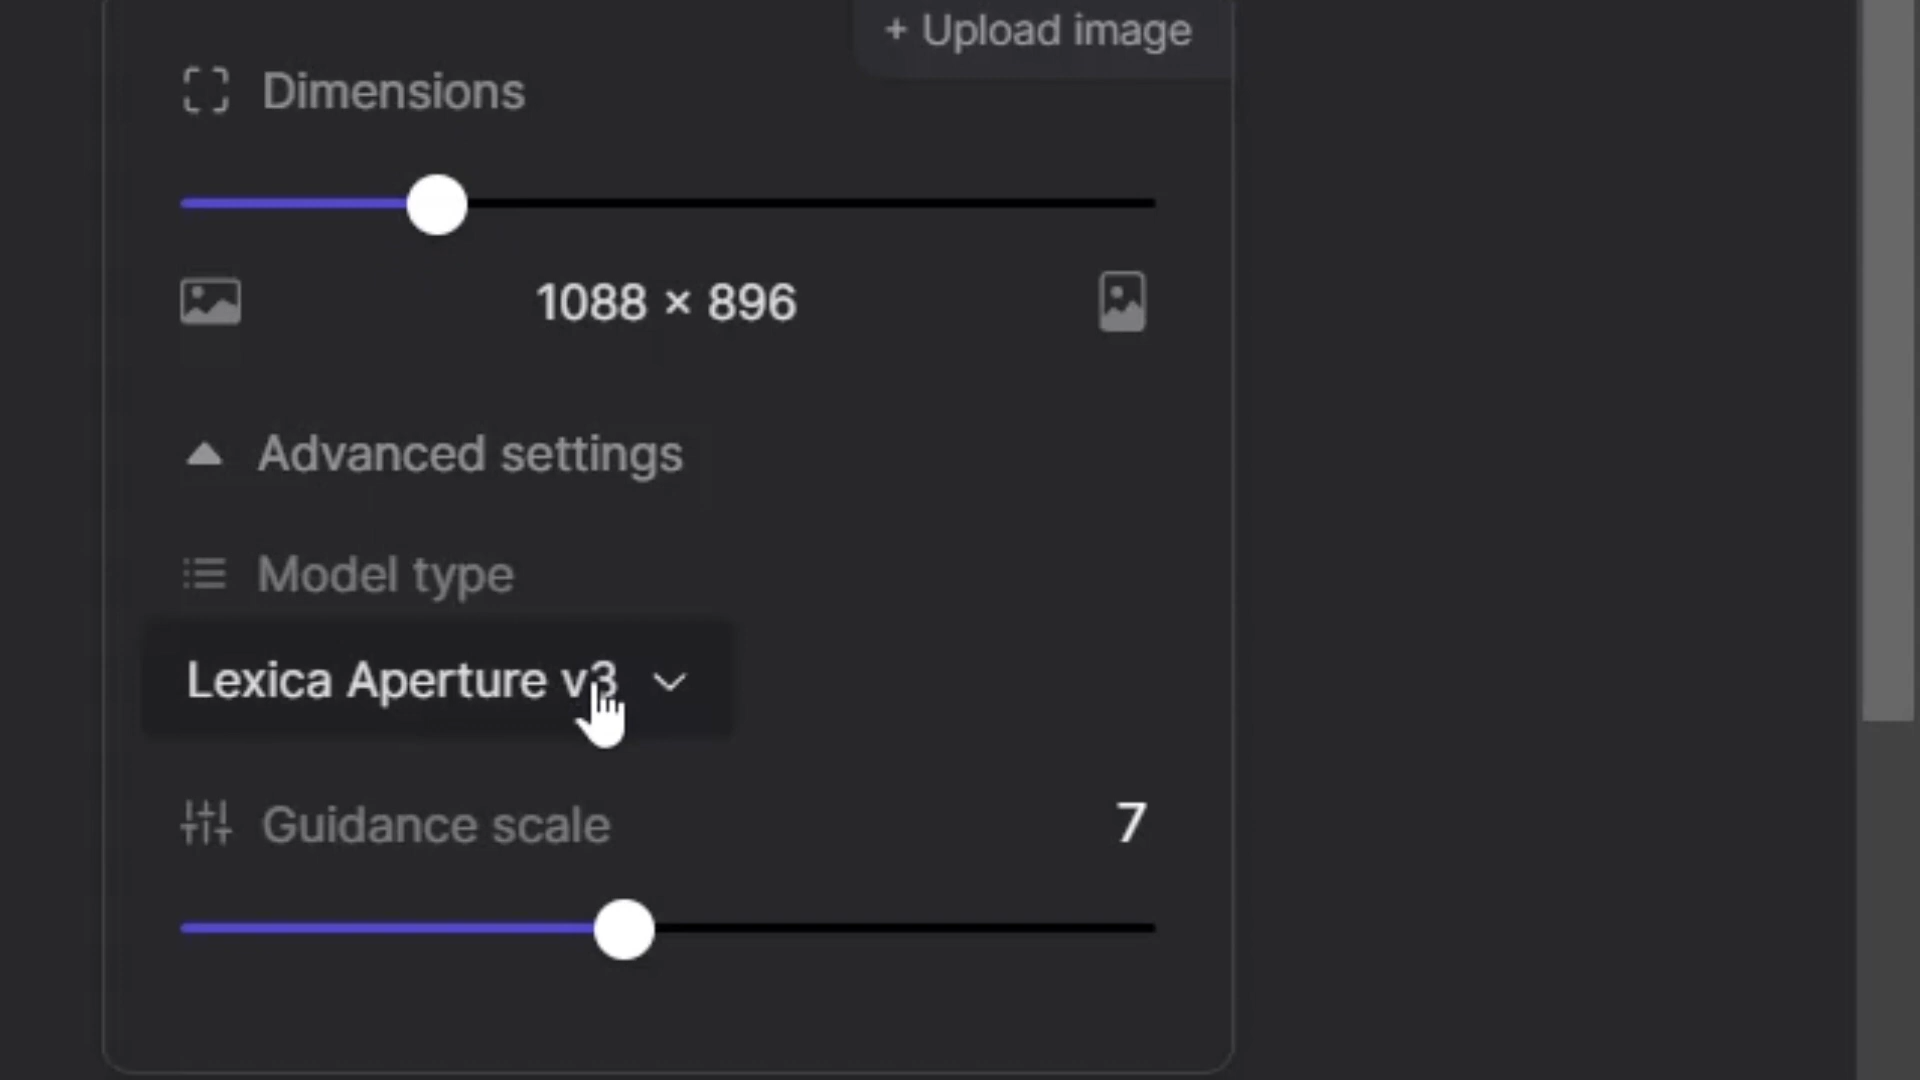 + Upload image
Dimensions
1088 × 896
Advanced settings
Model type
Lexica Aperture v3
Guidance scale 7